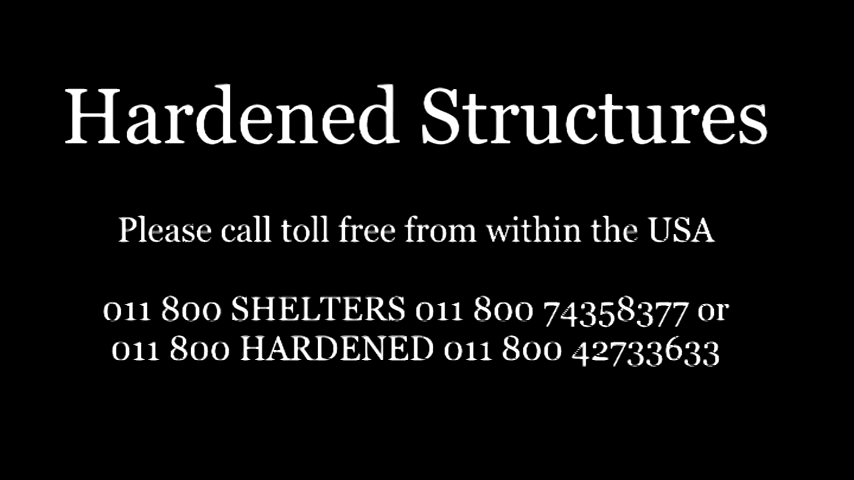 Hardened Structures
Please call toll free from within the USA
011 800 SHELTERS 011 800 74358377 or
011 800 HARDENED 011 800 42733633